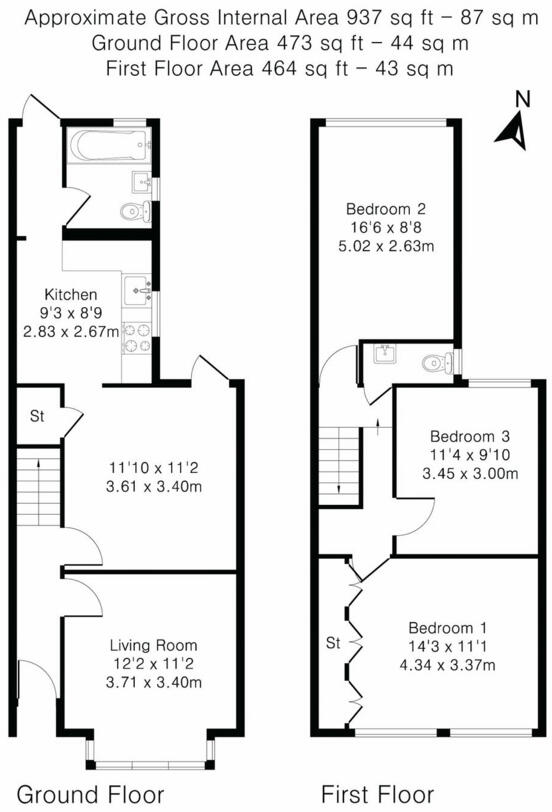 Approximate Gross Internal Area 937 sq ft – 87 sq m
Ground Floor Area 473 sq ft – 44 sq m
First Floor Area 464 sq ft – 43 sq m
N
Kitchen
9'3 x 8'9
2.83 x 2.67m
St
11'10 x 11'2
3.61 x 3.40m
Living Room
12'2 x 11'2
3.71 x 3.40m
Ground Floor
Bedroom 2
16'6 x 8'8
5.02 x 2.63m
Bedroom 3
11'4 x 9'10
3.45 x 3.00m
St
Bedroom 1
14'3 x 11'1
4.34 x 3.37m
First Floor